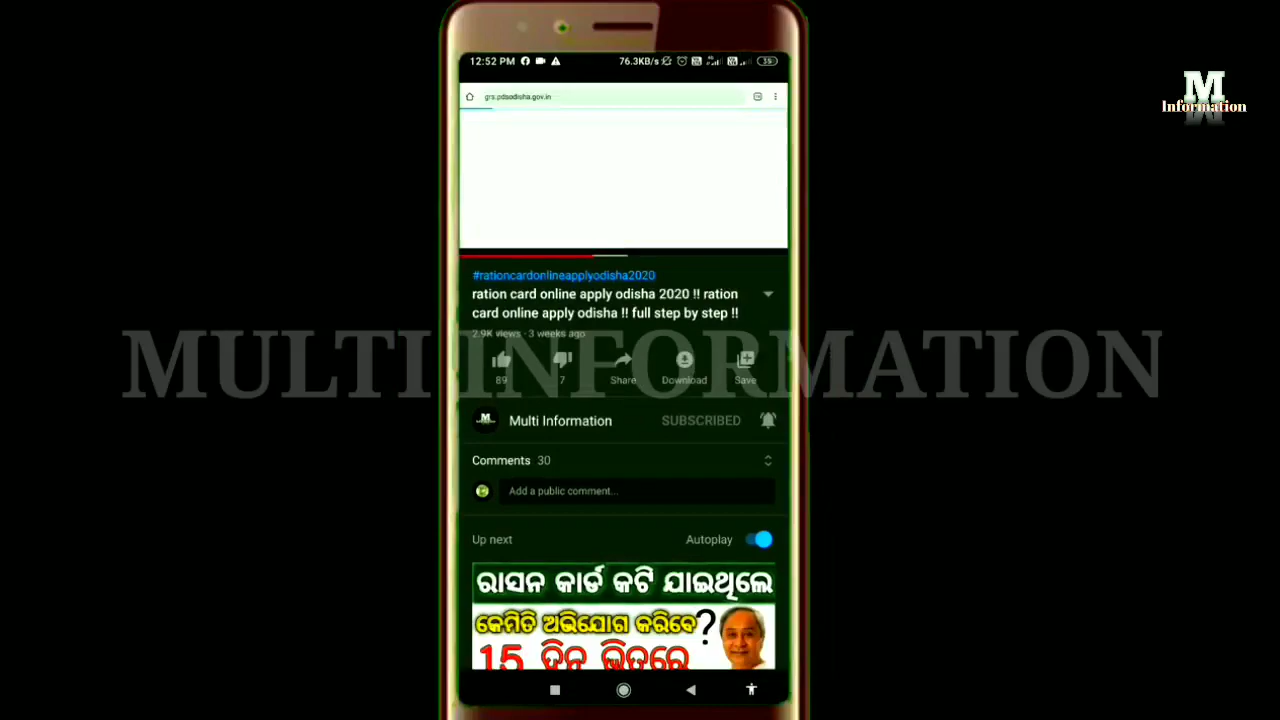 12:52 PM
76.3KB/s
39
M
Information
grs.pdsodisha.gov.in
#rationcardonlineapplyodisha2020
ration card online apply odisha 2020 !! ration
card online apply odisha !! full step by step !!
2.9K views · 3 weeks ago
MULTI INFORMATION
89 7 Share Download Save
Multi Information SUBSCRIBED
Comments 30
Add a public comment...
Up next Autoplay
ରାସନ କାର୍ଡ କଟି ଯାଇଥିଲେ
କେମିତି ଅଭିଯୋଗ କରିବେ?
15 ଦିନ ଭିତରେ